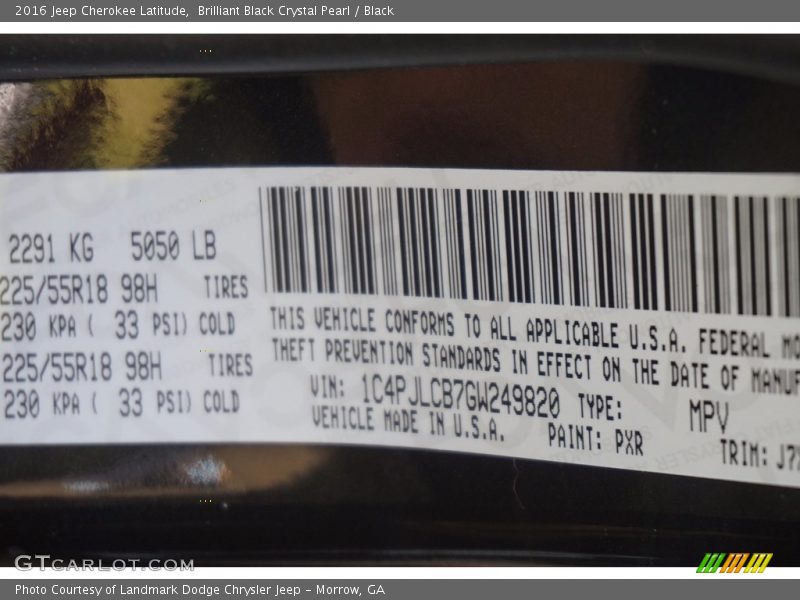 2016 Jeep Cherokee Latitude,  Brilliant Black Crystal Pearl / Black
2291 KG 5050 LB
225/55R18 98H TIRES
230 KPA ( 33 PSI) COLD
225/55R18 98H TIRES
230 KPA ( 33 PSI) COLD
THIS VEHICLE CONFORMS TO ALL APPLICABLE U.S.A. FEDERAL MO
THEFT PREVENTION STANDARDS IN EFFECT ON THE DATE OF MANUF
VIN: 1C4PJLCB7GW249820 TYPE: MPV
VEHICLE MADE IN U.S.A. PAINT: PXR TRIM: J7X
GTCARLOT.COM
Photo Courtesy of Landmark Dodge Chrysler Jeep - Morrow, GA